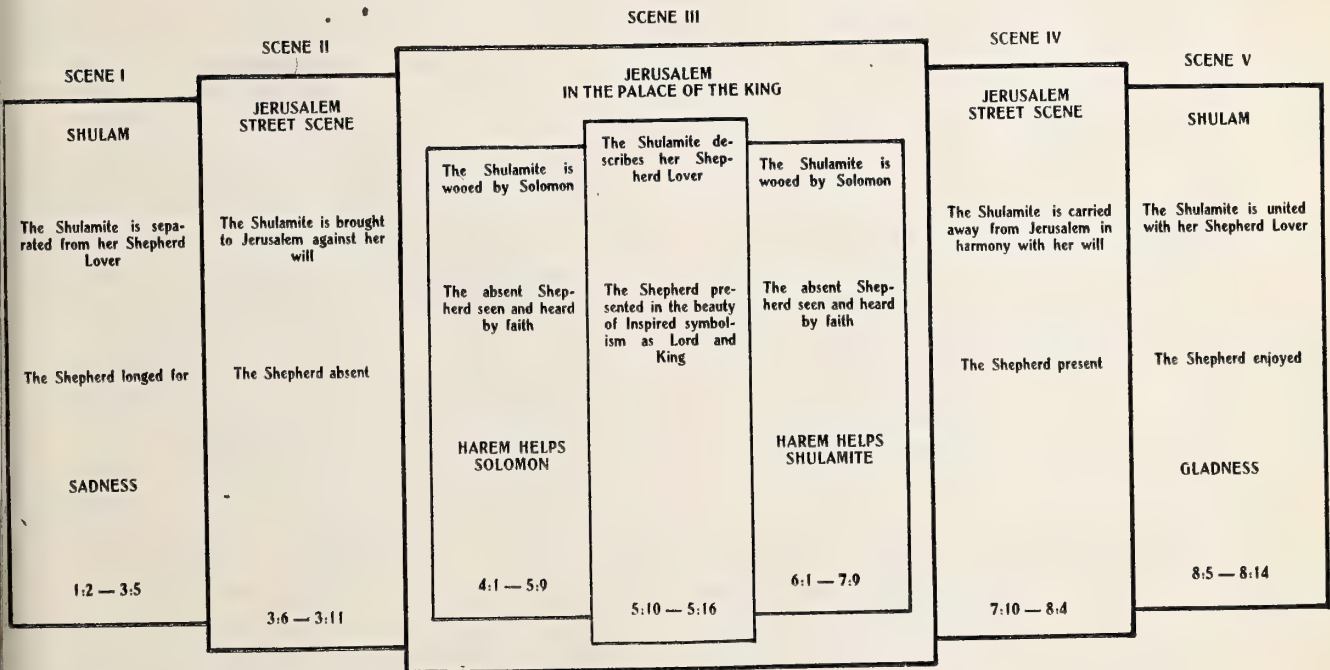 SCENE I
SHULAM
The Shulamite is sepa-
rated from her Shepherd
Lover
The Shepherd longed for
SADNESS
1:2 — 3:5
SCENE II
JERUSALEM
STREET SCENE
The Shulamite is brought
to Jerusalem against her
will
The Shepherd absent
3:6 — 3:11
SCENE III
JERUSALEM
IN THE PALACE OF THE KING
The Shulamite is
wooed by Solomon
The absent Shep-
herd seen and heard
by faith
HAREM HELPS
SOLOMON
4:1 — 5:9
The Shulamite de-
scribes her Shep-
herd Lover
The Shepherd pre-
sented in the beauty
of Inspired symbol-
ism as Lord and
King
5:10 — 5:16
The Shulamite is
wooed by Solomon
The absent Shep-
herd seen and heard
by faith
HAREM HELPS
SHULAMITE
6:1 — 7:9
SCENE IV
JERUSALEM
STREET SCENE
The Shulamite is carried
away from Jerusalem in
harmony with her will
The Shepherd present
7:10 — 8:4
SCENE V
SHULAM
The Shulamite is united
with her Shepherd Lover
The Shepherd enjoyed
GLADNESS
8:5 — 8:14